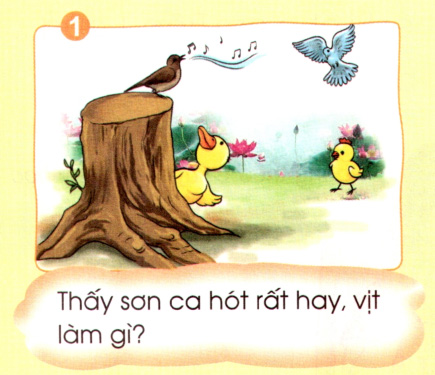 1
Thấy sơn ca hót rất hay, vịt
làm gì?